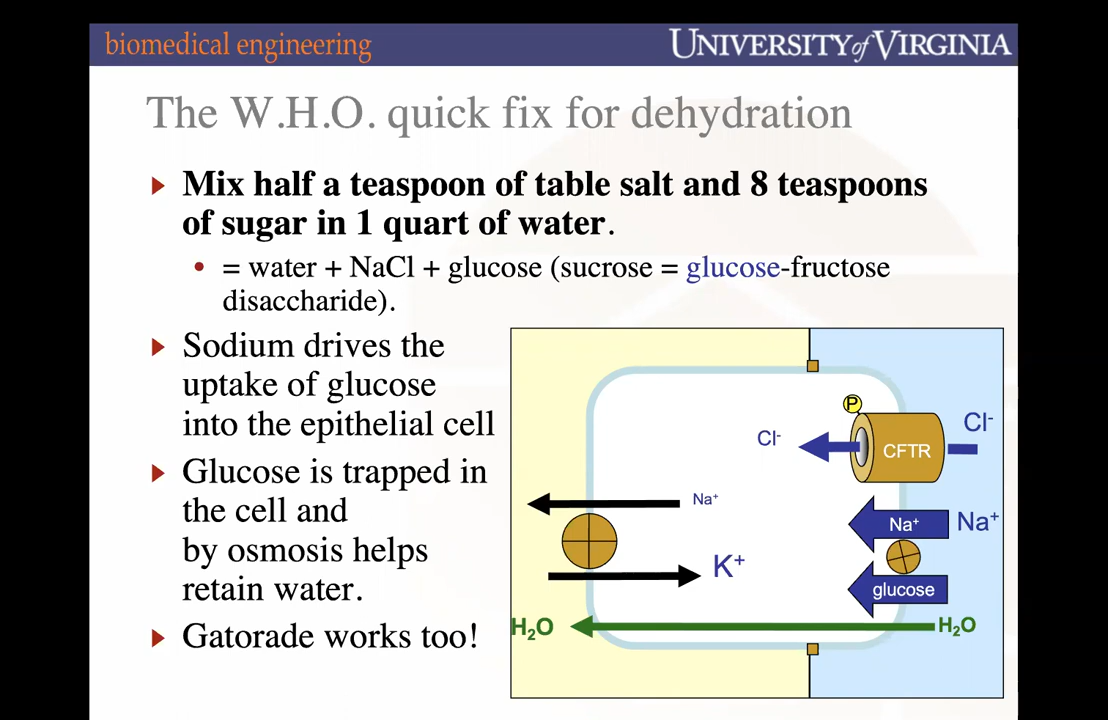 biomedical engineering
UNIVERSITY of VIRGINIA
The W.H.O. quick fix for dehydration
Mix half a teaspoon of table salt and 8 teaspoons
of sugar in 1 quart of water.
= water + NaCl + glucose (sucrose = glucose-fructose
disaccharide).
Sodium drives the
uptake of glucose
into the epithelial cell
Glucose is trapped in
the cell and
by osmosis helps
retain water.
Gatorade works too!
P
Cl⁻
Cl⁻
CFTR
Na⁺
Na⁺
Na⁺
K⁺
glucose
H₂O
H₂O